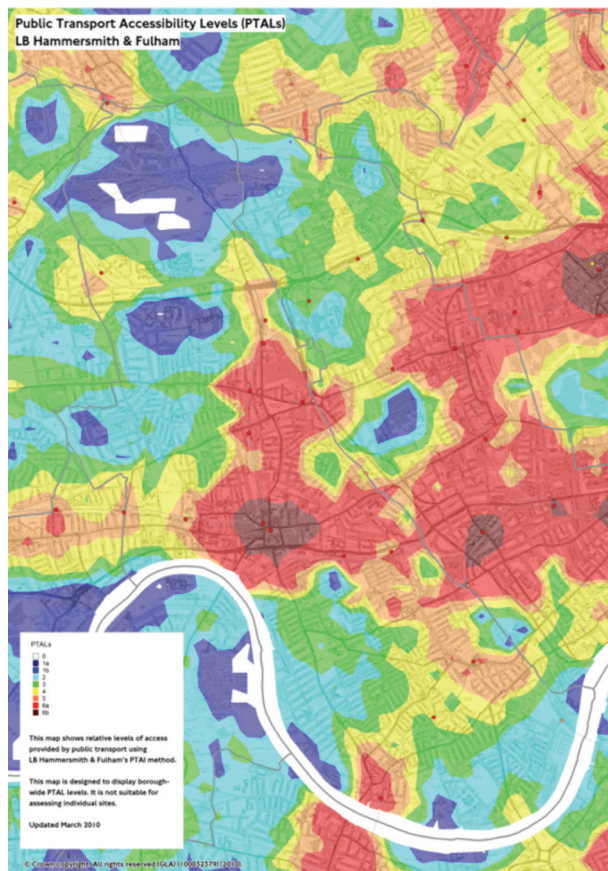 Public Transport Accessibility Levels (PTALs)
LB Hammersmith & Fulham
PTALs
0
1a
1b
2
3
4
5
6a
6b
This map shows relative levels of access
provided by public transport using
LB Hammersmith & Fulham's PTAI method.
This map is designed to display borough-
wide PTAL levels. It is not suitable for
assessing individual sites.
Updated March 2010
© Crown copyright. All rights reserved (GLA)